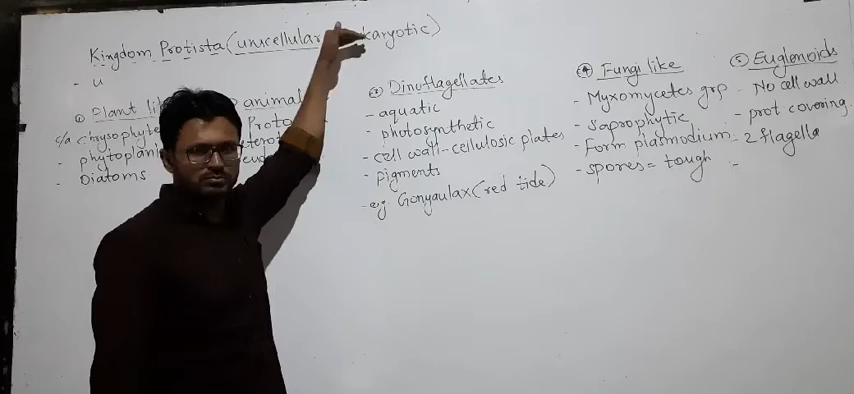 Kingdom Protista (unicellular karyotic)
- u
① Plant li animal
c/a chrysophyte Proto
- phytoplan
- Diatoms
③ Dinoflagellates
- aquatic
- photosynthetic
- cell wall - cellulosic plates
- pigments
- eg Gonyaulax (red tide)
④ Fungi like
- Myxomycetes grp
- saprophytic
- Form plasmodium
- spores = tough
⑤ Euglenoids
- No cell wall
- prot covering
- 2 flagella
-